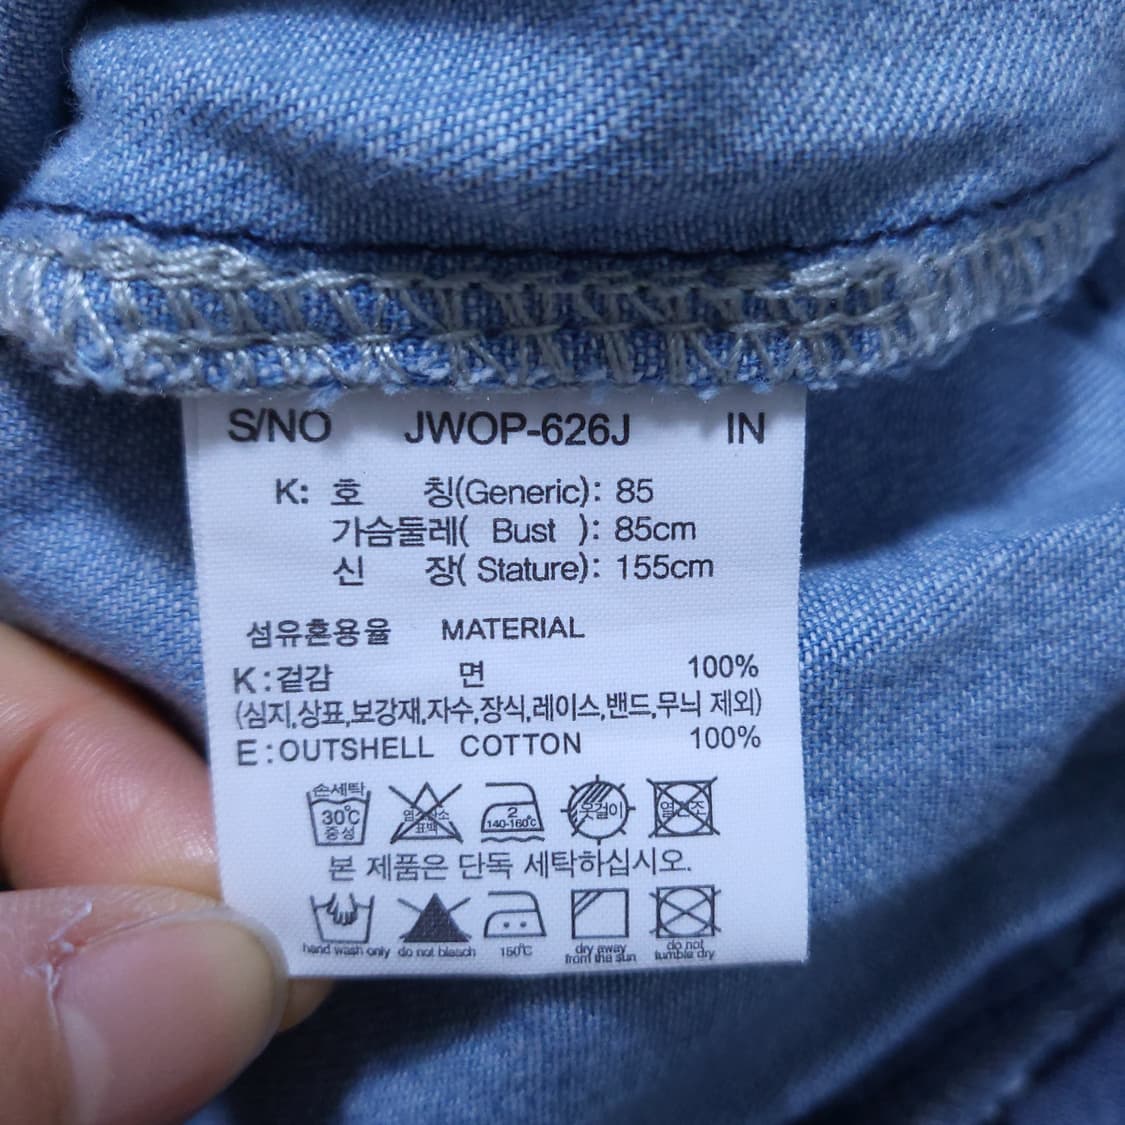 S/NO JWOP-626J IN
K: 호 칭(Generic): 85
가슴둘레( Bust ): 85cm
신 장( Stature): 155cm
섬유혼용율 MATERIAL
K:겉감 면 100%
(심지,상표,보강재,자수,장식,레이스,밴드,무늬 제외)
E:OUTSHELL COTTON 100%
손세탁 30℃ 중성 표백 2 140-160℃ 옷걸이
본 제품은 단독 세탁하십시오.
hand wash only do not bleach 150℃ dry away from the sun do not tumble dry